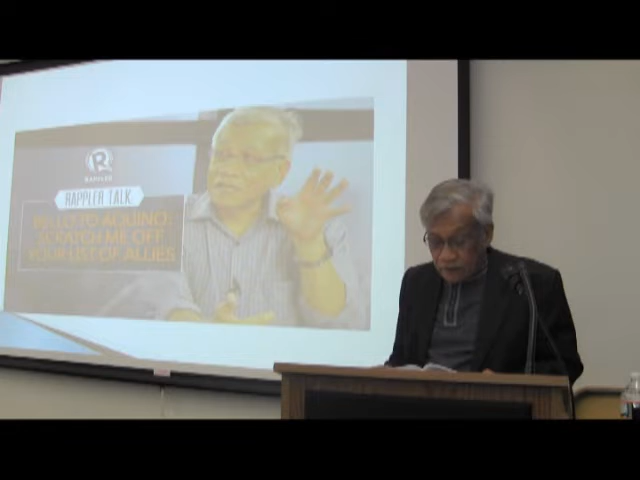 R
RAPPLER
RAPPLER TALK
BELLO TO AQUINO:
SCRATCH ME OFF
YOUR LIST OF ALLIES